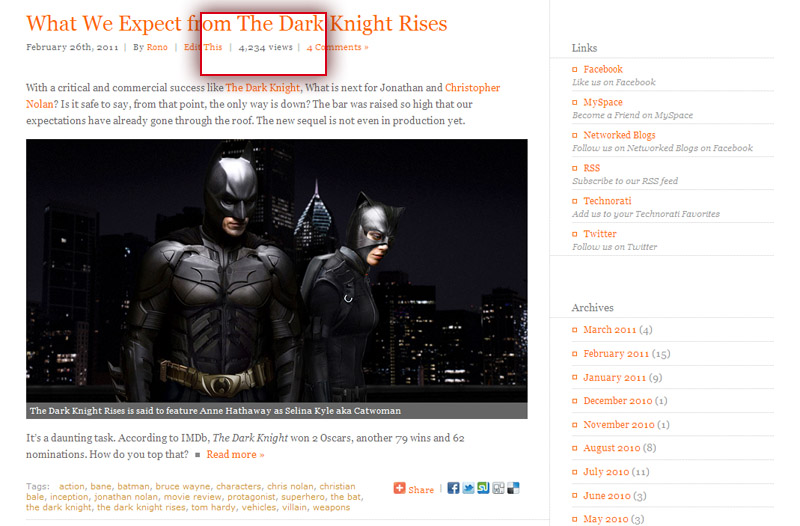 What We Expect from The Dark Knight Rises
February 26th, 2011 | By Rono | Edit This | 4,234 views | 4 Comments »
With a critical and commercial success like The Dark Knight, What is next for Jonathan and Christopher
Nolan? Is it safe to say, from that point, the only way is down? The bar was raised so high that our
expectations have already gone through the roof. The new sequel is not even in production yet.
The Dark Knight Rises is said to feature Anne Hathaway as Selina Kyle aka Catwoman
It's a daunting task. According to IMDb, The Dark Knight won 2 Oscars, another 79 wins and 62
nominations. How do you top that? ■ Read more »
Tags: action, bane, batman, bruce wayne, characters, chris nolan, christian
bale, inception, jonathan nolan, movie review, protagonist, superhero, the bat,
the dark knight, the dark knight rises, tom hardy, vehicles, villain, weapons
Share |
Links
Facebook
Like us on Facebook
MySpace
Become a Friend on MySpace
Networked Blogs
Follow us on Networked Blogs on Facebook
RSS
Subscribe to our RSS feed
Technorati
Add us to your Technorati Favorites
Twitter
Follow us on Twitter
Archives
March 2011 (4)
February 2011 (15)
January 2011 (9)
December 2010 (1)
November 2010 (1)
August 2010 (8)
July 2010 (11)
June 2010 (3)
May 2010 (3)